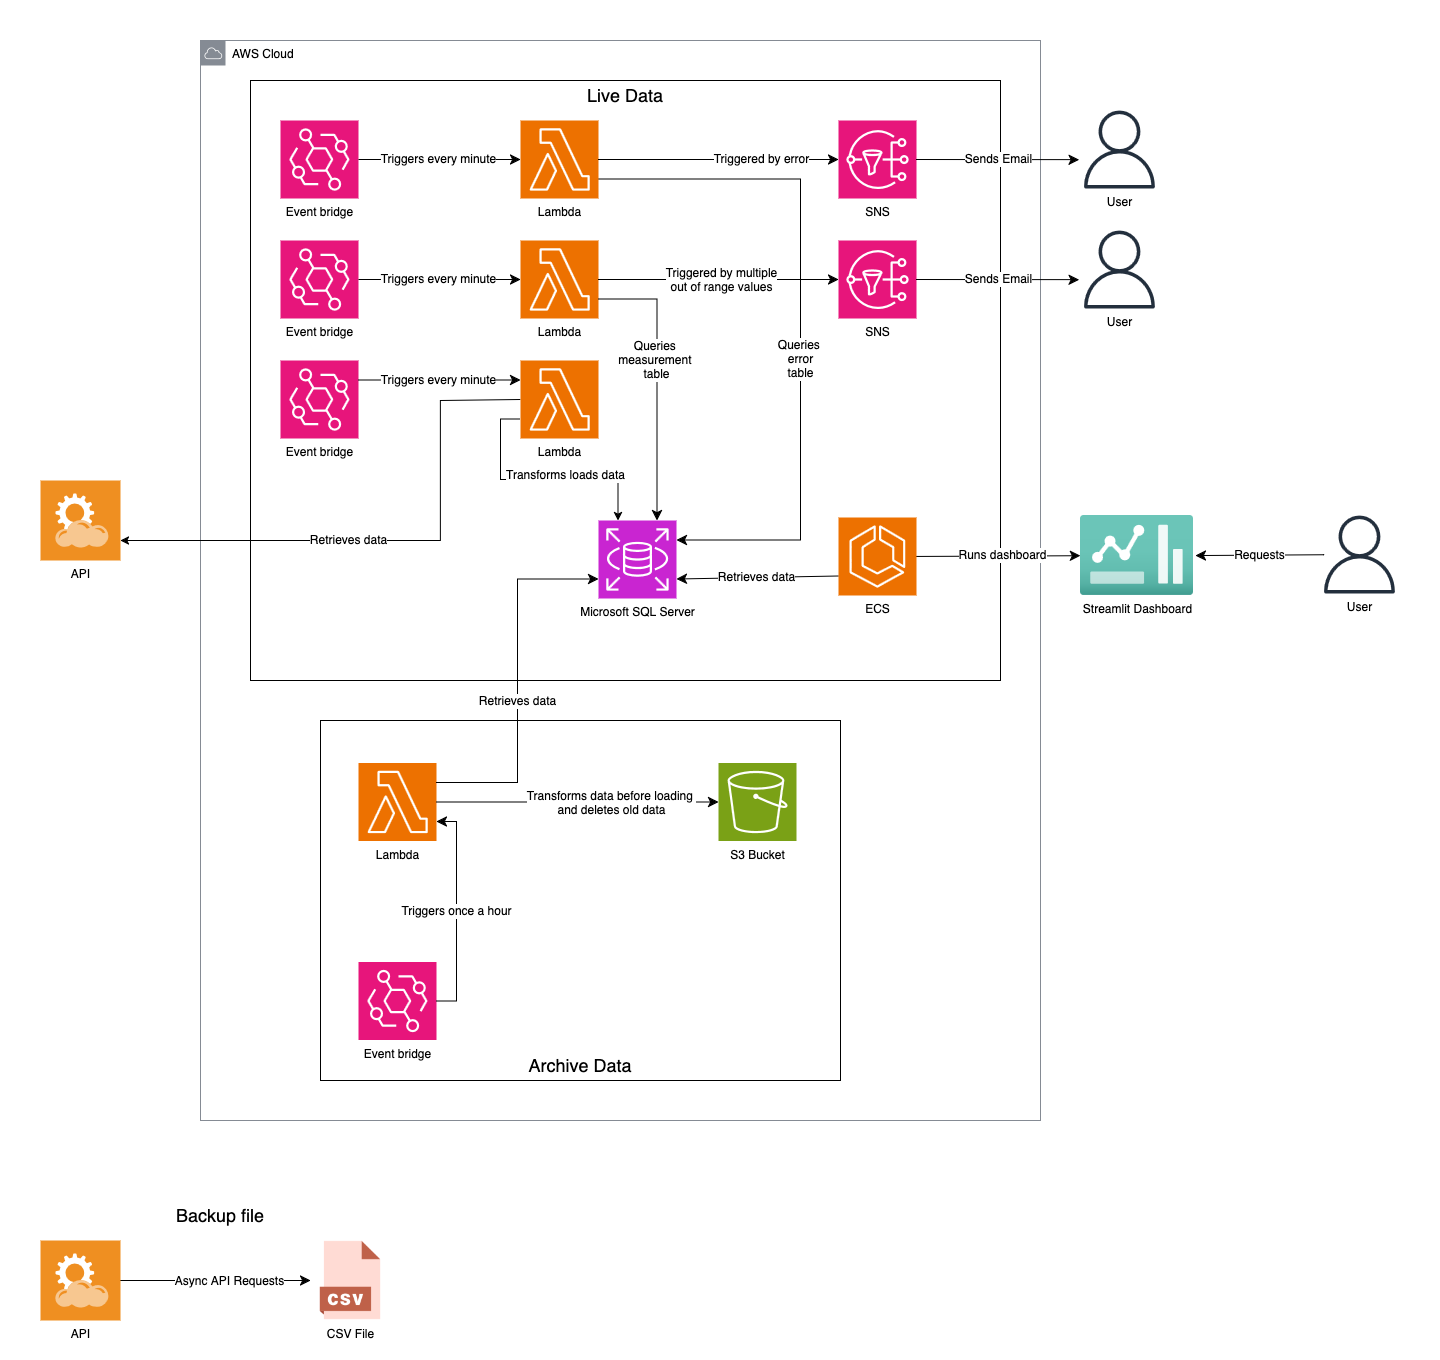 AWS Cloud
Live Data
Triggers every minute
Triggered by error
Sends Email
Event bridge
Lambda
SNS
User
Triggers every minute
Triggered by multiple
out of range values
Sends Email
Event bridge
Lambda
SNS
User
Queries
measurement
table
Queries
error
table
Triggers every minute
Event bridge
Lambda
Transforms loads data
Retrieves data
API
Retrieves data
Runs dashboard
Requests
Microsoft SQL Server
ECS
Streamlit Dashboard
User
Retrieves data
Transforms data before loading
and deletes old data
Lambda
S3 Bucket
Triggers once a hour
Event bridge
Archive Data
Backup file
Async API Requests
CSV
API
CSV File